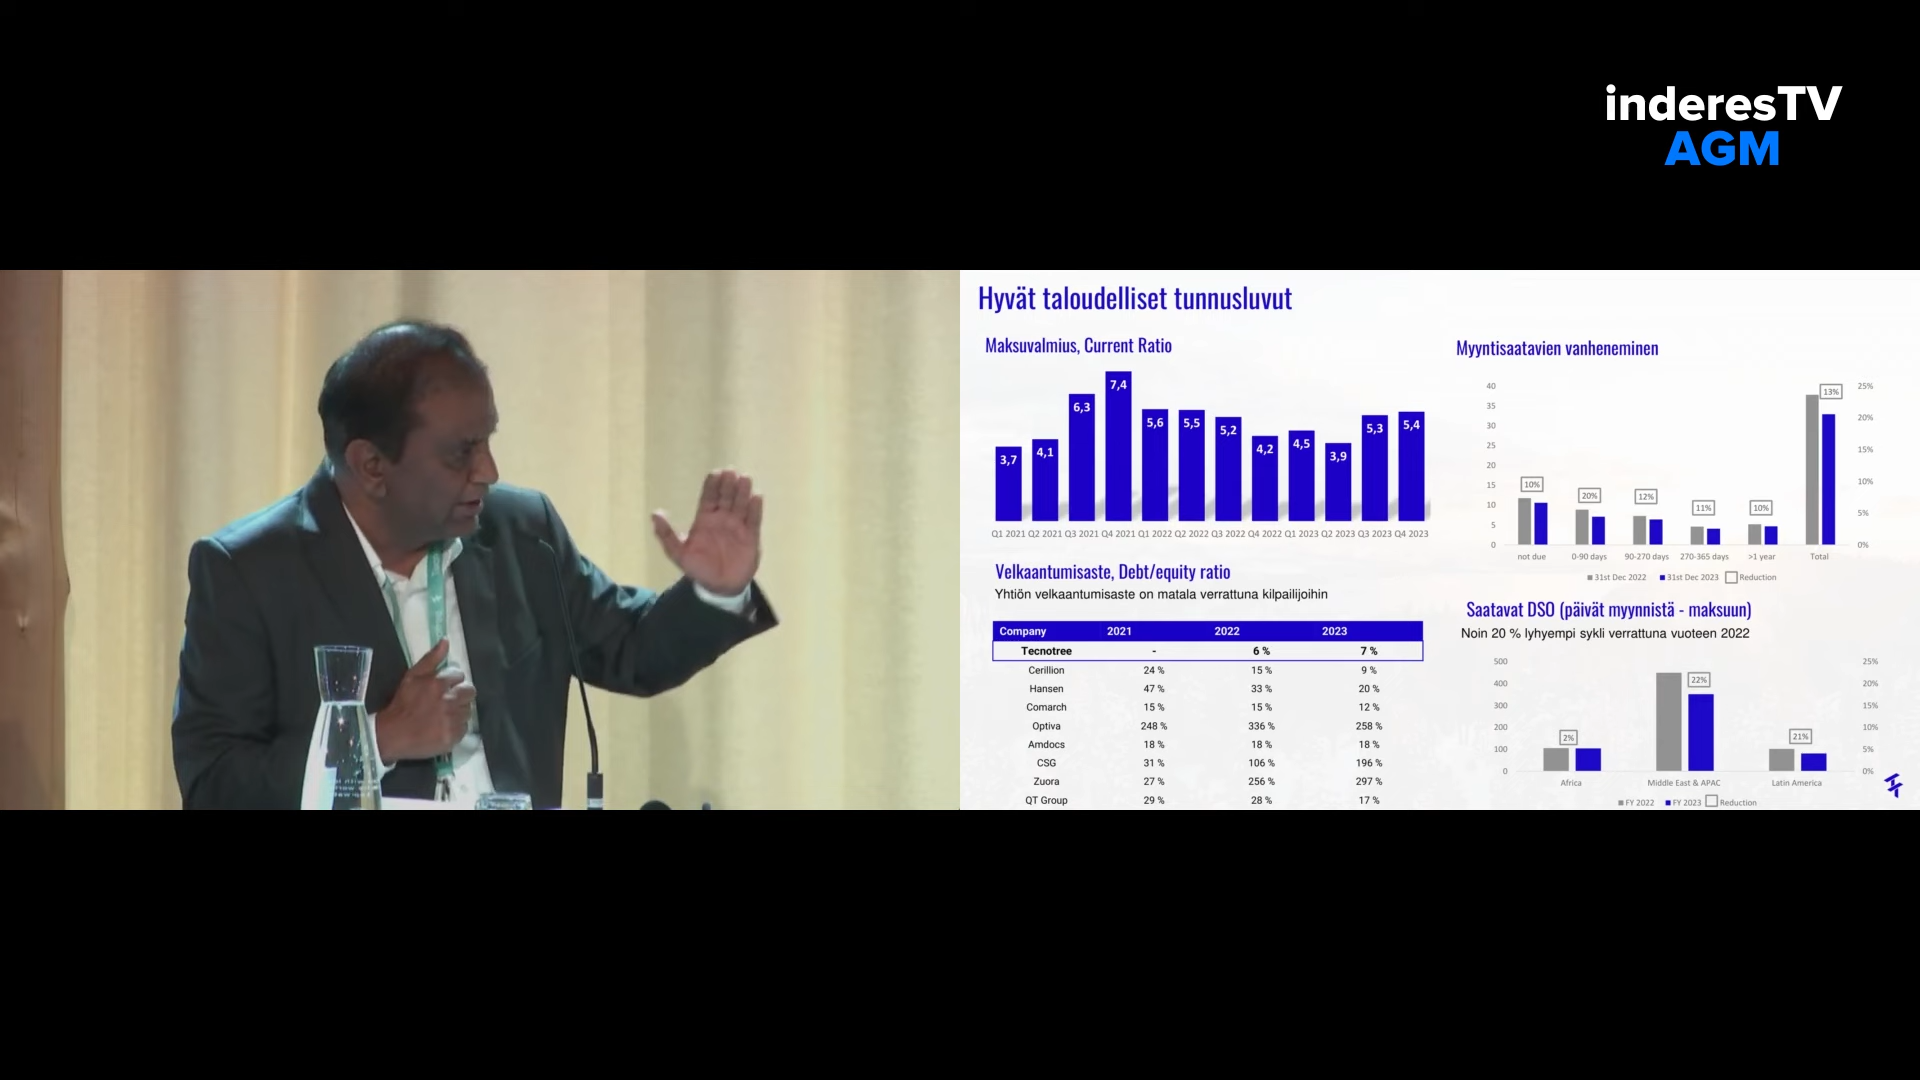 inderesTV
AGM
Hyvät taloudelliset tunnusluvut
Maksuvalmius, Current Ratio
3,7 4,1 6,3 7,4 5,6 5,5 5,2 4,2 4,5 3,9 5,3 5,4
Q1 2021 Q2 2021 Q3 2021 Q4 2021 Q1 2022 Q2 2022 Q3 2022 Q4 2022 Q1 2023 Q2 2023 Q3 2023 Q4 2023
Velkaantumisaste, Debt/equity ratio
Yhtiön velkaantumisaste on matala verrattuna kilpailijoihin
Company 2021 2022 2023
Tecnotree - 6 % 7 %
Cerillion 24 % 15 % 9 %
Hansen 47 % 33 % 20 %
Comarch 15 % 15 % 12 %
Optiva 248 % 336 % 258 %
Amdocs 18 % 18 % 18 %
CSG 31 % 106 % 196 %
Zuora 27 % 256 % 297 %
QT Group 29 % 28 % 17 %
Myyntisaatavien vanheneminen
40
35
30
25
20
15
10
5
0
10% 20% 12% 11% 10% 13%
25%
20%
15%
10%
5%
0%
not due 0-90 days 90-270 days 270-365 days >1 year Total
31st Dec 2022 31st Dec 2023 Reduction
Saatavat DSO (päivät myynnistä - maksuun)
Noin 20 % lyhyempi sykli verrattuna vuoteen 2022
500
400
300
200
100
0
2% 22% 21%
25%
20%
15%
10%
5%
0%
Africa Middle East & APAC Latin America
FY 2022 FY 2023 Reduction